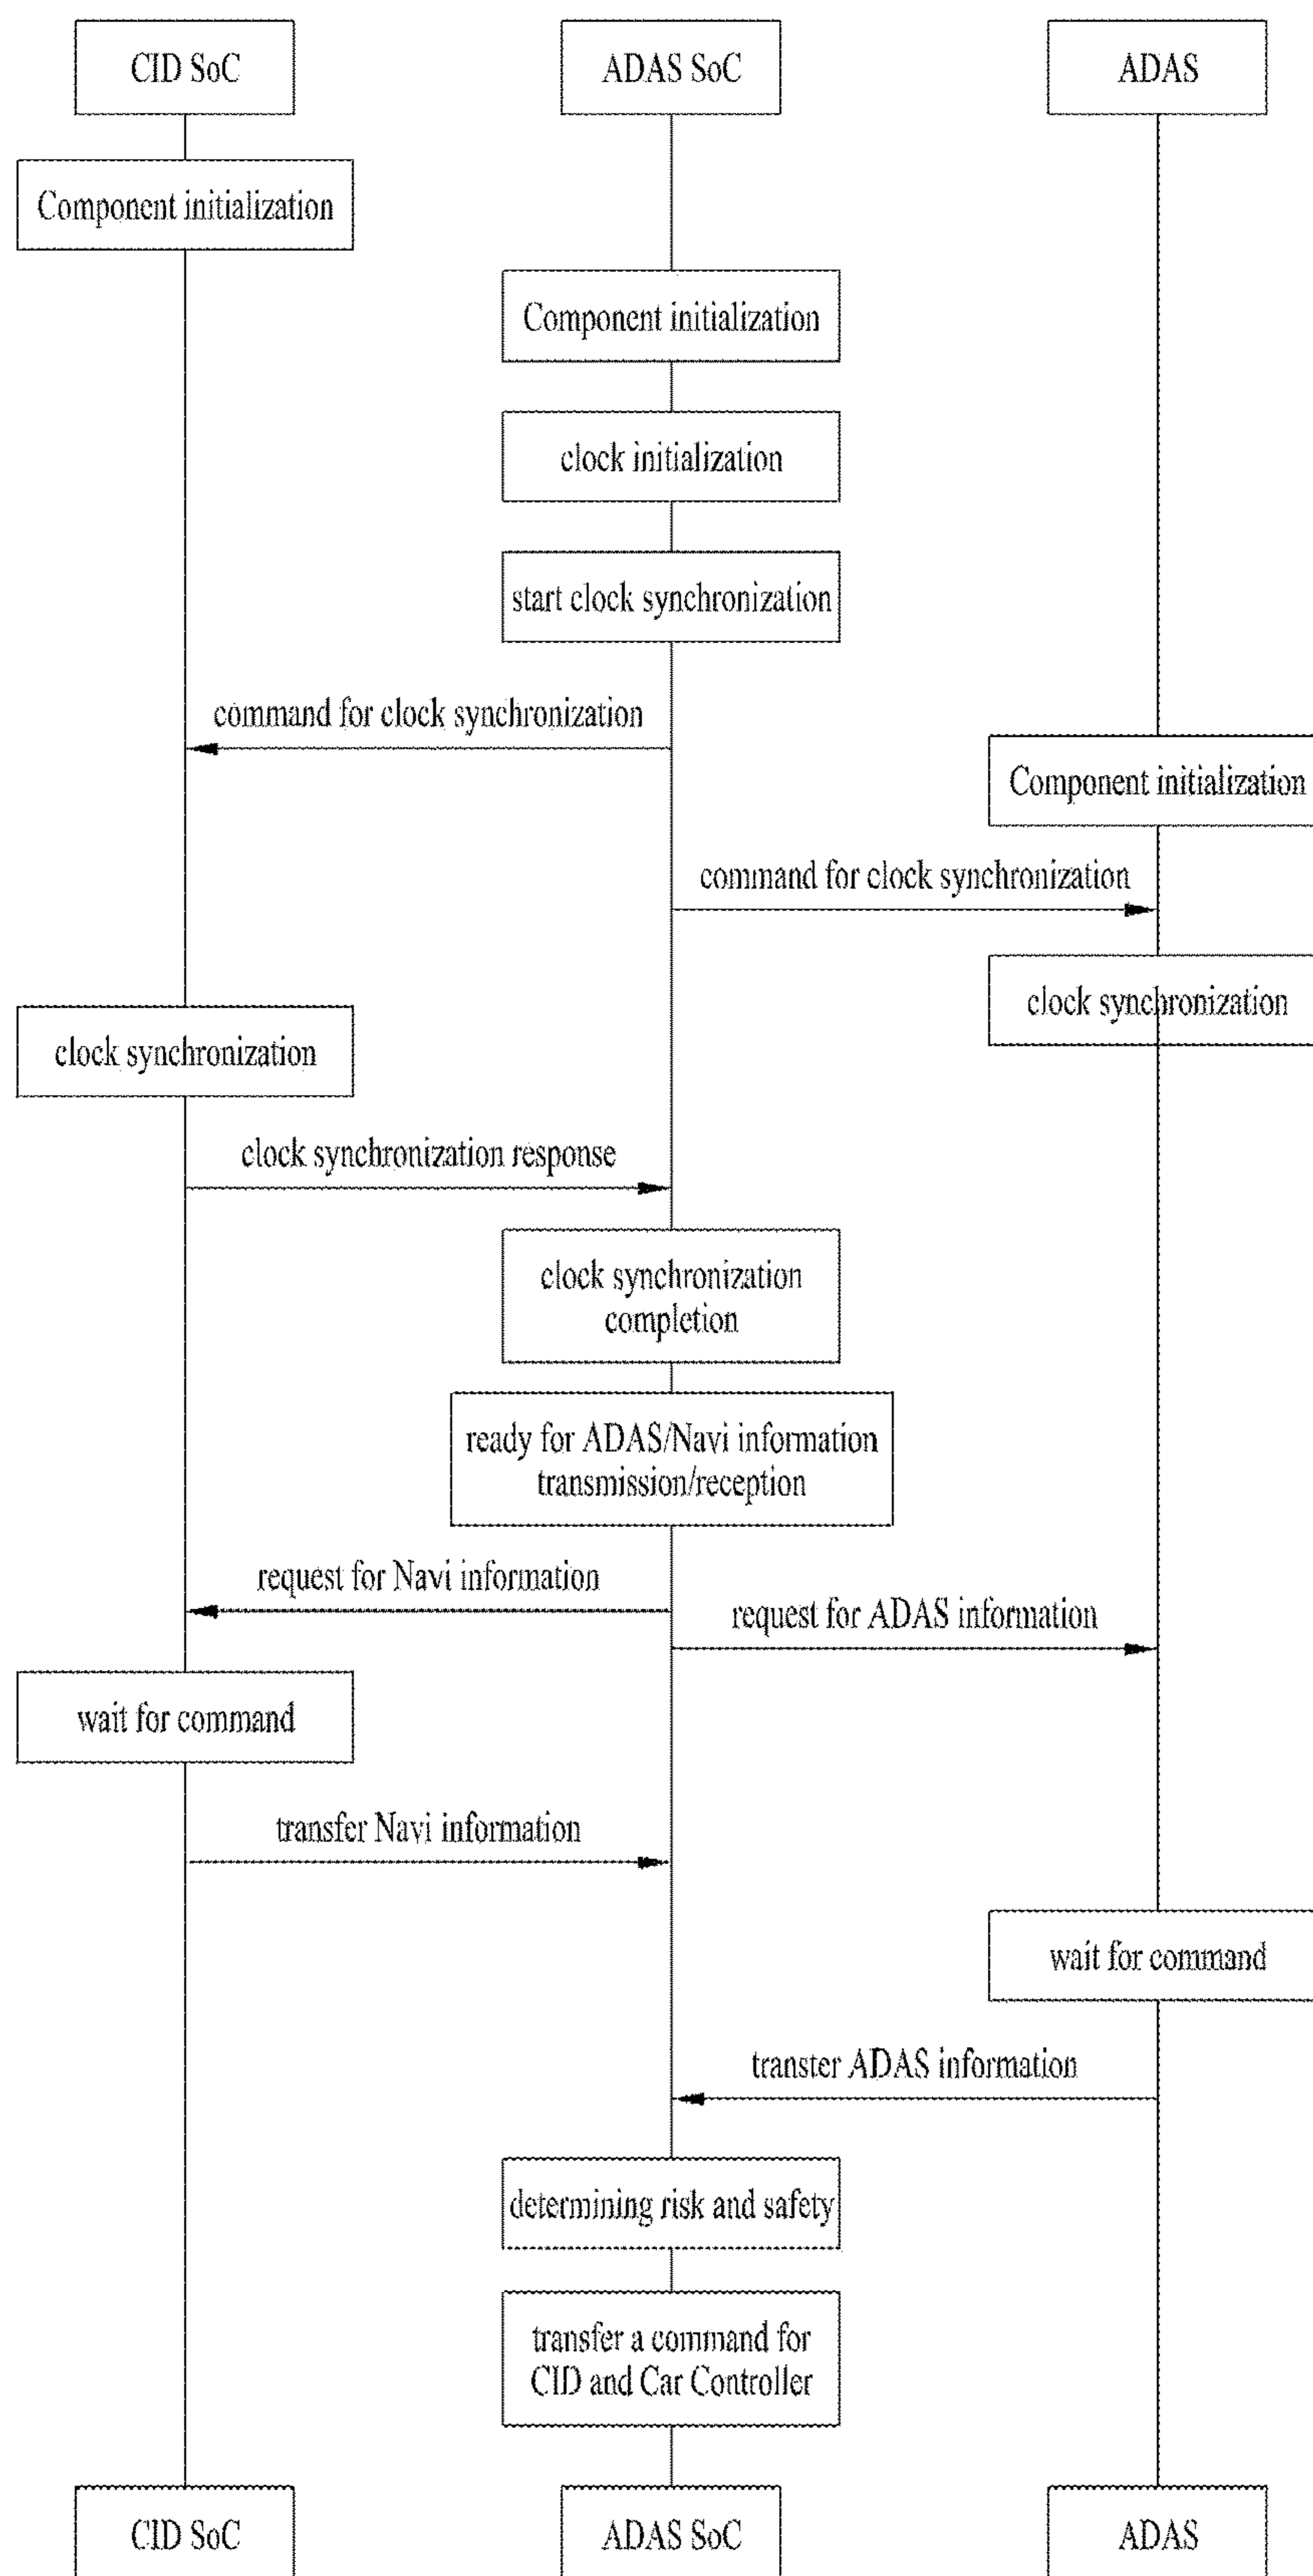 CID SoC
ADAS SoC
ADAS
Component initialization
Component initialization
clock initialization
start clock synchronization
command for clock synchronization
Component initialization
command for clock synchronization
clock synchronization
clock synchronization
clock synchronization response
clock synchronization
completion
ready for ADAS/Navi information
transmission/reception
request for Navi information
request for ADAS information
wait for command
transfer Navi information
wait for command
transter ADAS information
determining risk and safety
transfer a command for
CID and Car Controller
CID SoC
ADAS SoC
ADAS